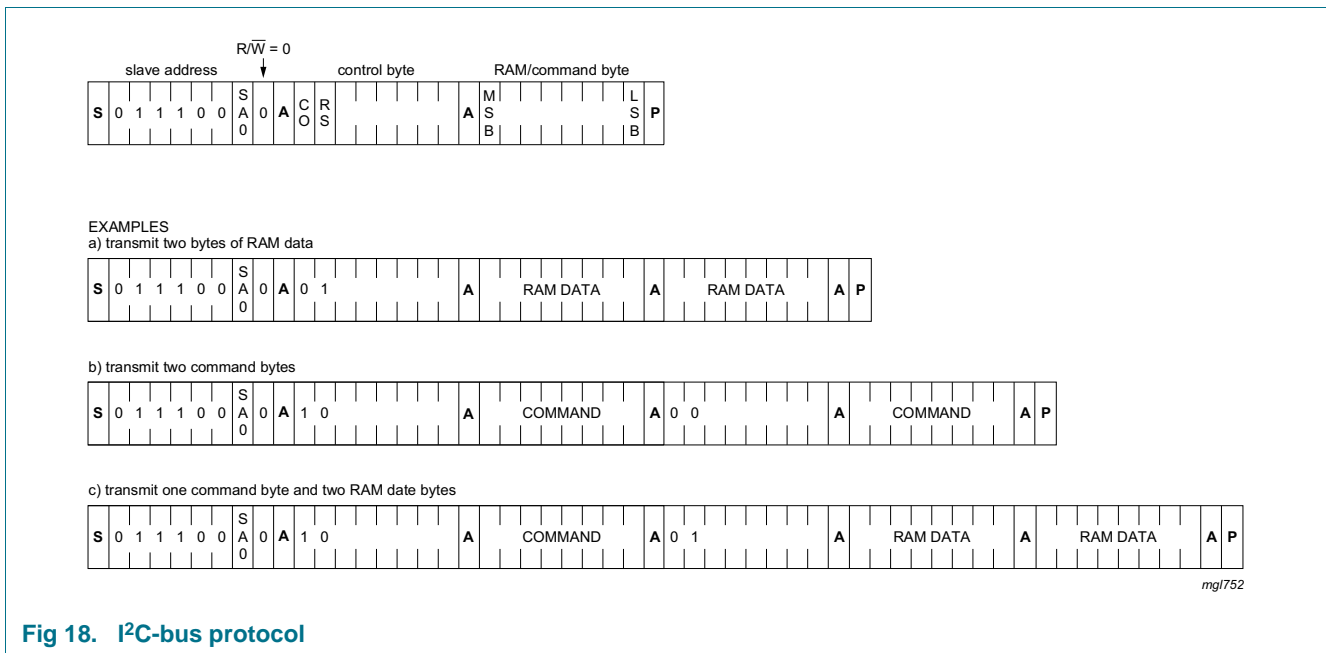 R/W = 0
slave address control byte RAM/command byte
S 0 1 1 1 0 0 SA0 0 A CO RS A MSB LSB P
EXAMPLES
a) transmit two bytes of RAM data
S 0 1 1 1 0 0 SA0 0 A 0 1 A RAM DATA A RAM DATA A P
b) transmit two command bytes
S 0 1 1 1 0 0 SA0 0 A 1 0 A COMMAND A 0 0 A COMMAND A P
c) transmit one command byte and two RAM date bytes
S 0 1 1 1 0 0 SA0 0 A 1 0 A COMMAND A 0 1 A RAM DATA A RAM DATA A P
mgl752
Fig 18. I²C-bus protocol